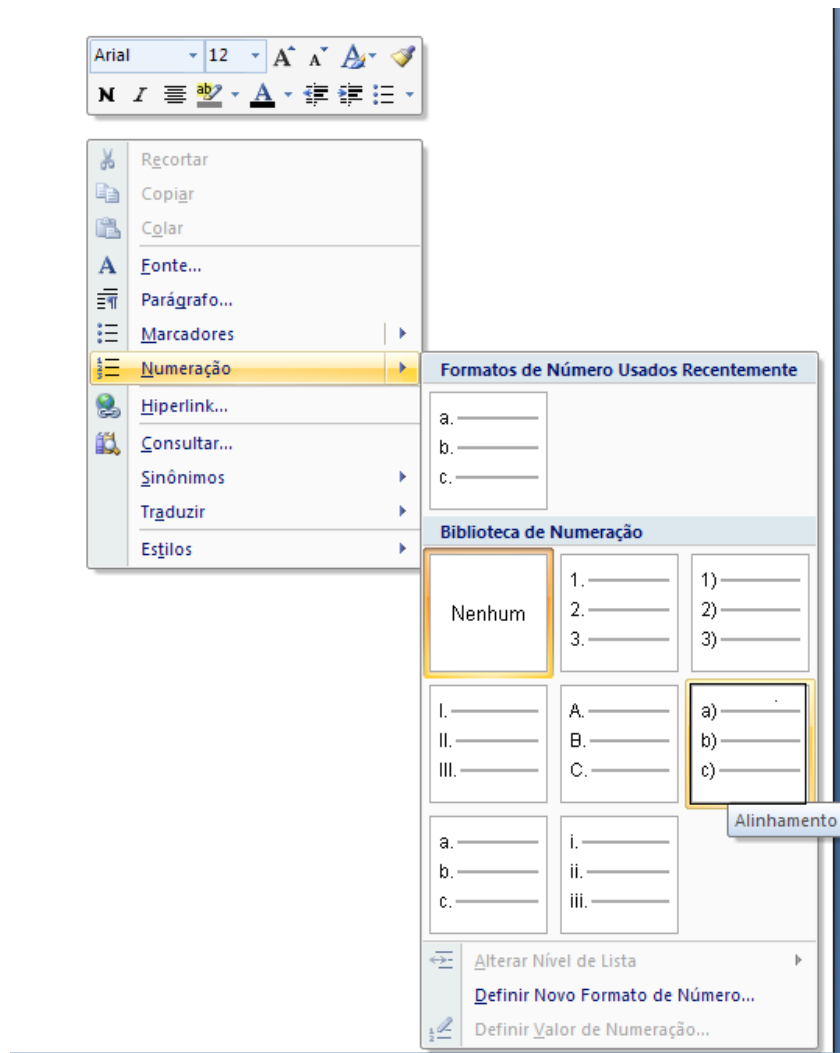 Arial 12 A A A
N I ab A
Recortar
Copiar
Colar
A Fonte...
Parágrafo...
Marcadores
Numeração
Hiperlink...
Consultar...
Sinônimos
Traduzir
Estilos
Formatos de Número Usados Recentemente
a.
b.
c.
Biblioteca de Numeração
Nenhum
1.
2.
3.
1)
2)
3)
I.
II.
III.
A.
B.
C.
a)
b)
c)
Alinhamento
a.
b.
c.
i.
ii.
iii.
Alterar Nível de Lista
Definir Novo Formato de Número...
Definir Valor de Numeração...